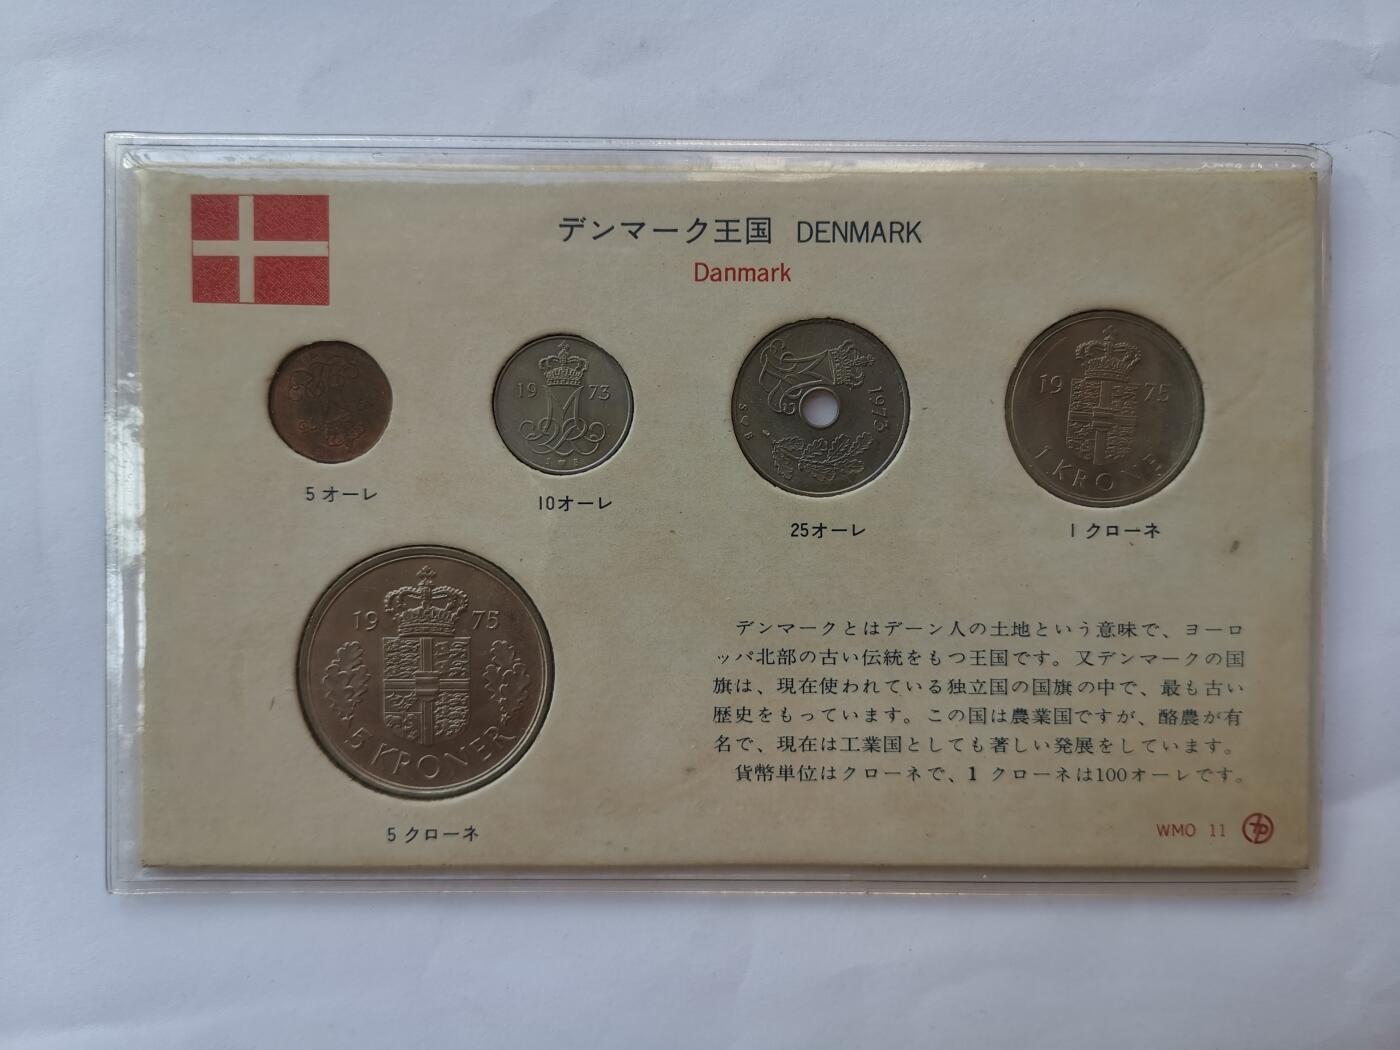 デンマーク王国 DENMARK
Danmark
19 73
1973
S♥B
19 75
1 KRONE
5 オーレ
10オーレ
25オーレ
1 クローネ
19 75
5 KRONER
5 クローネ
デンマークとはデーン人の土地という意味で、ヨーロ
ッパ北部の古い伝統をもつ王国です。又デンマークの国
旗は、現在使われている独立国の国旗の中で、最も古い
歴史をもっています。この国は農業国ですが、酪農が有
名で、現在は工業国としても著しい発展をしています。
貨幣単位はクローネで、1 クローネは100オーレです。
WMO 11